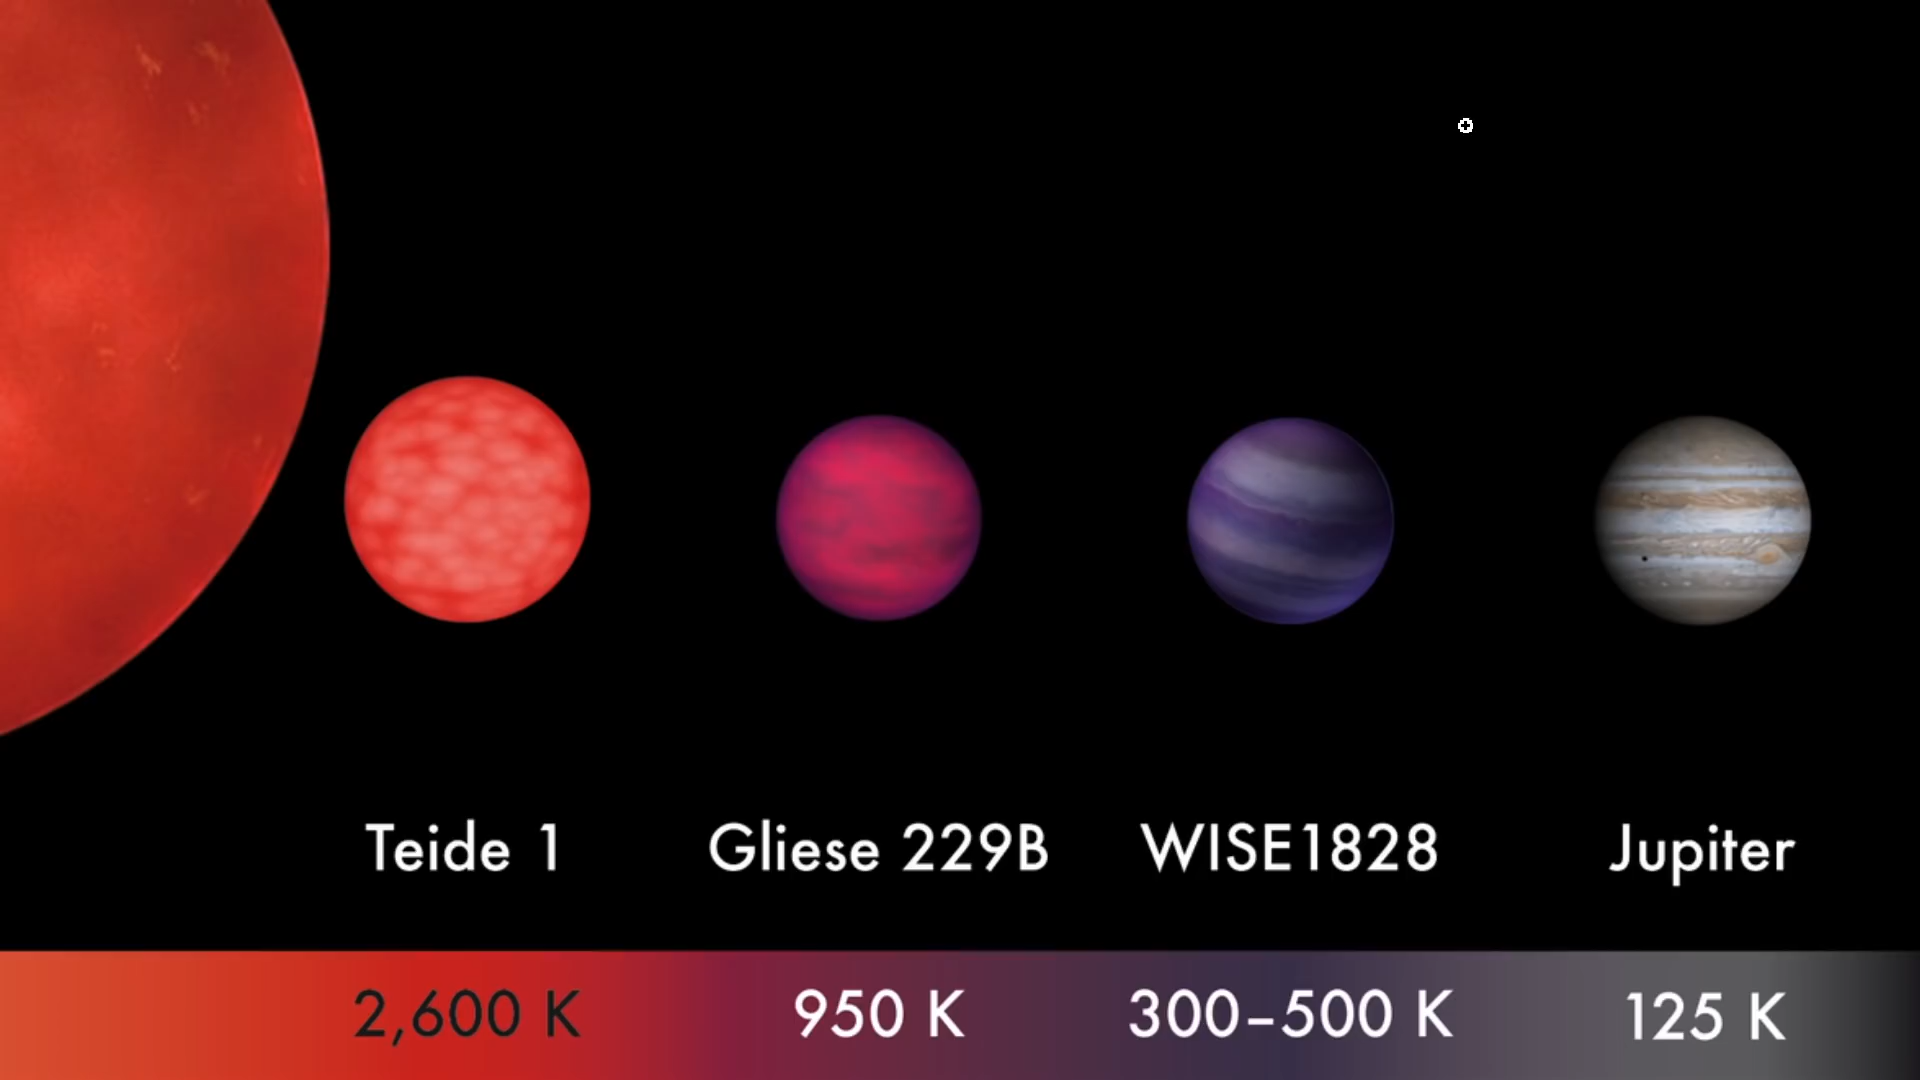 Teide 1 Gliese 229B WISE1828 Jupiter
2,600 K 950 K 300–500 K 125 K